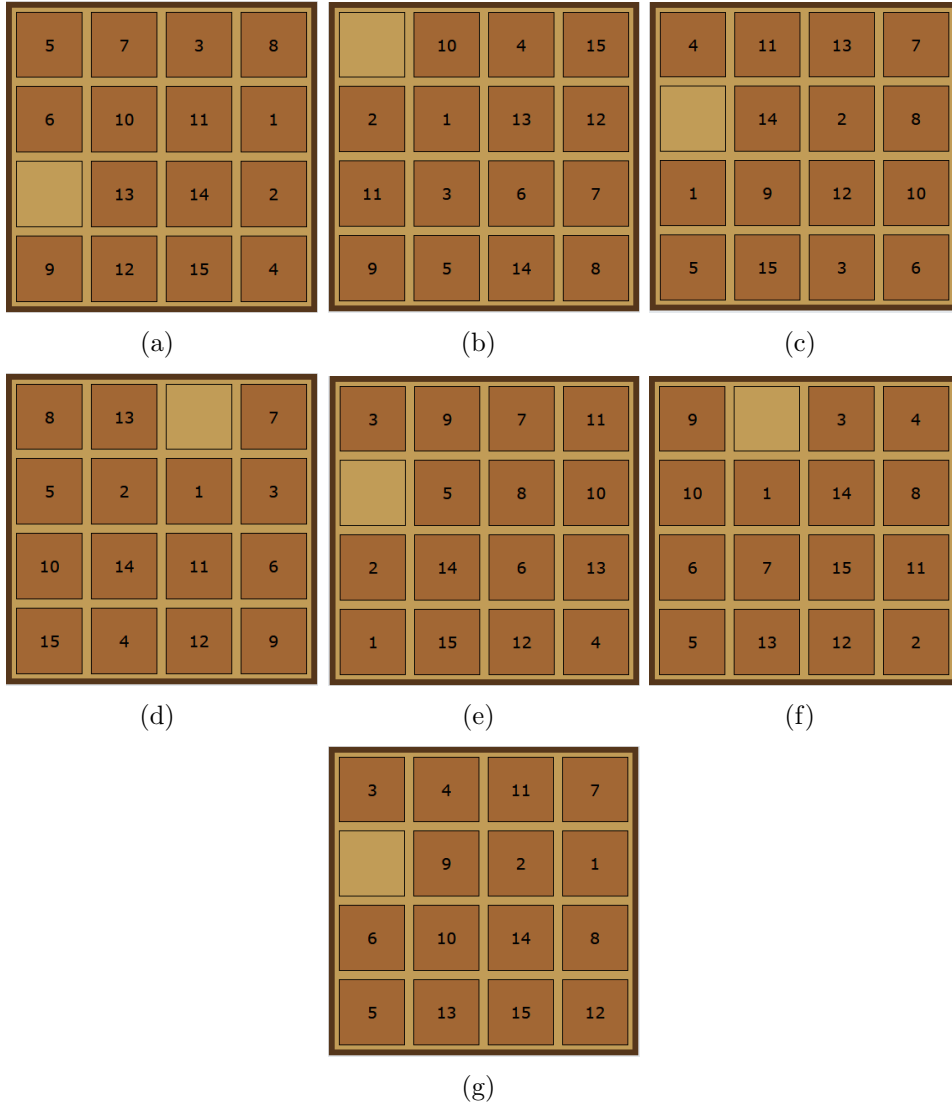 5 7 3 8 10 4 15 4 11 13 7
6 10 11 1 2 1 13 12 14 2 8
13 14 2 11 3 6 7 1 9 12 10
9 12 15 4 9 5 14 8 5 15 3 6
(a) (b) (c)
8 13 7 3 9 7 11 9 3 4
5 2 1 3 5 8 10 10 1 14 8
10 14 11 6 2 14 6 13 6 7 15 11
15 4 12 9 1 15 12 4 5 13 12 2
(d) (e) (f)
3 4 11 7
9 2 1
6 10 14 8
5 13 15 12
(g)